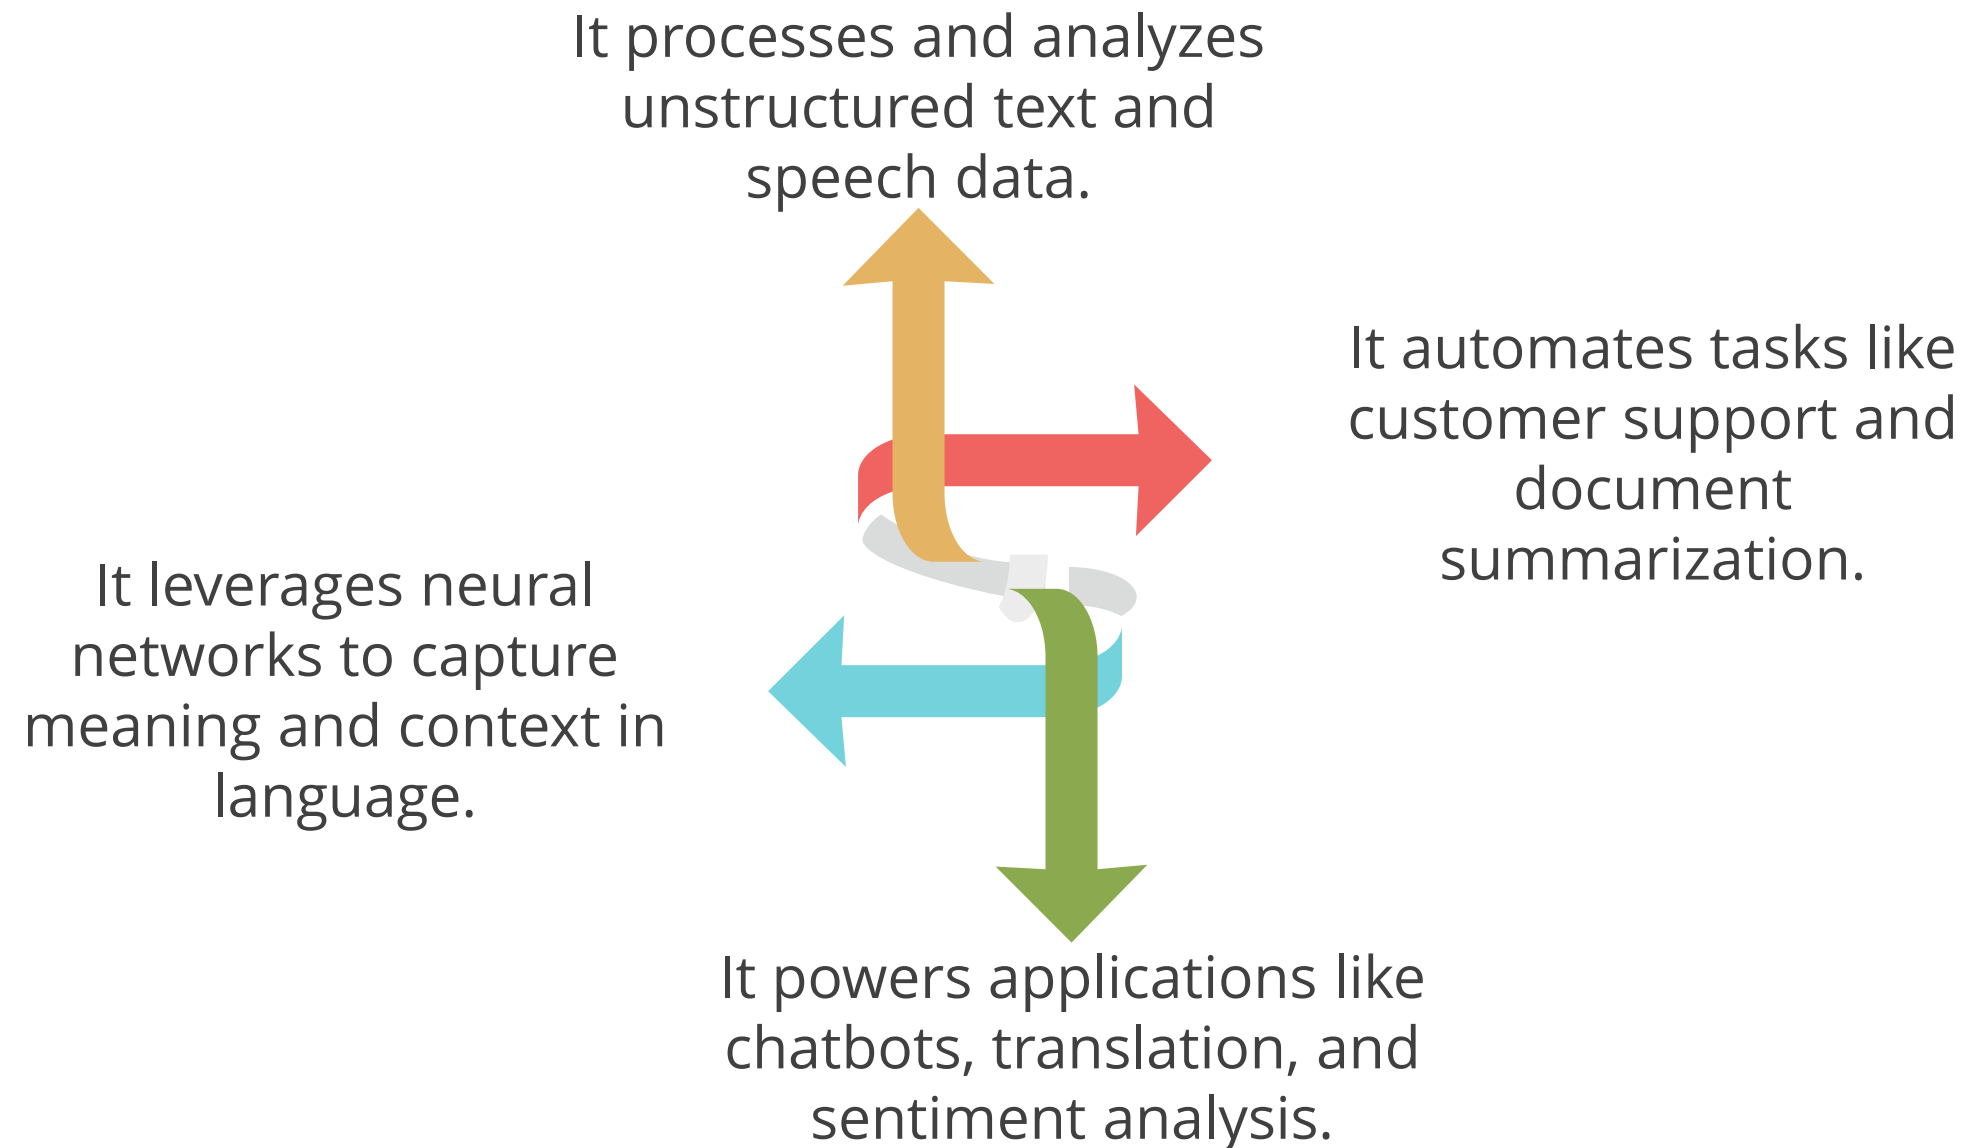 It processes and analyzes
unstructured text and
speech data.
It automates tasks like
customer support and
document
summarization.
It leverages neural
networks to capture
meaning and context in
language.
It powers applications like
chatbots, translation, and
sentiment analysis.